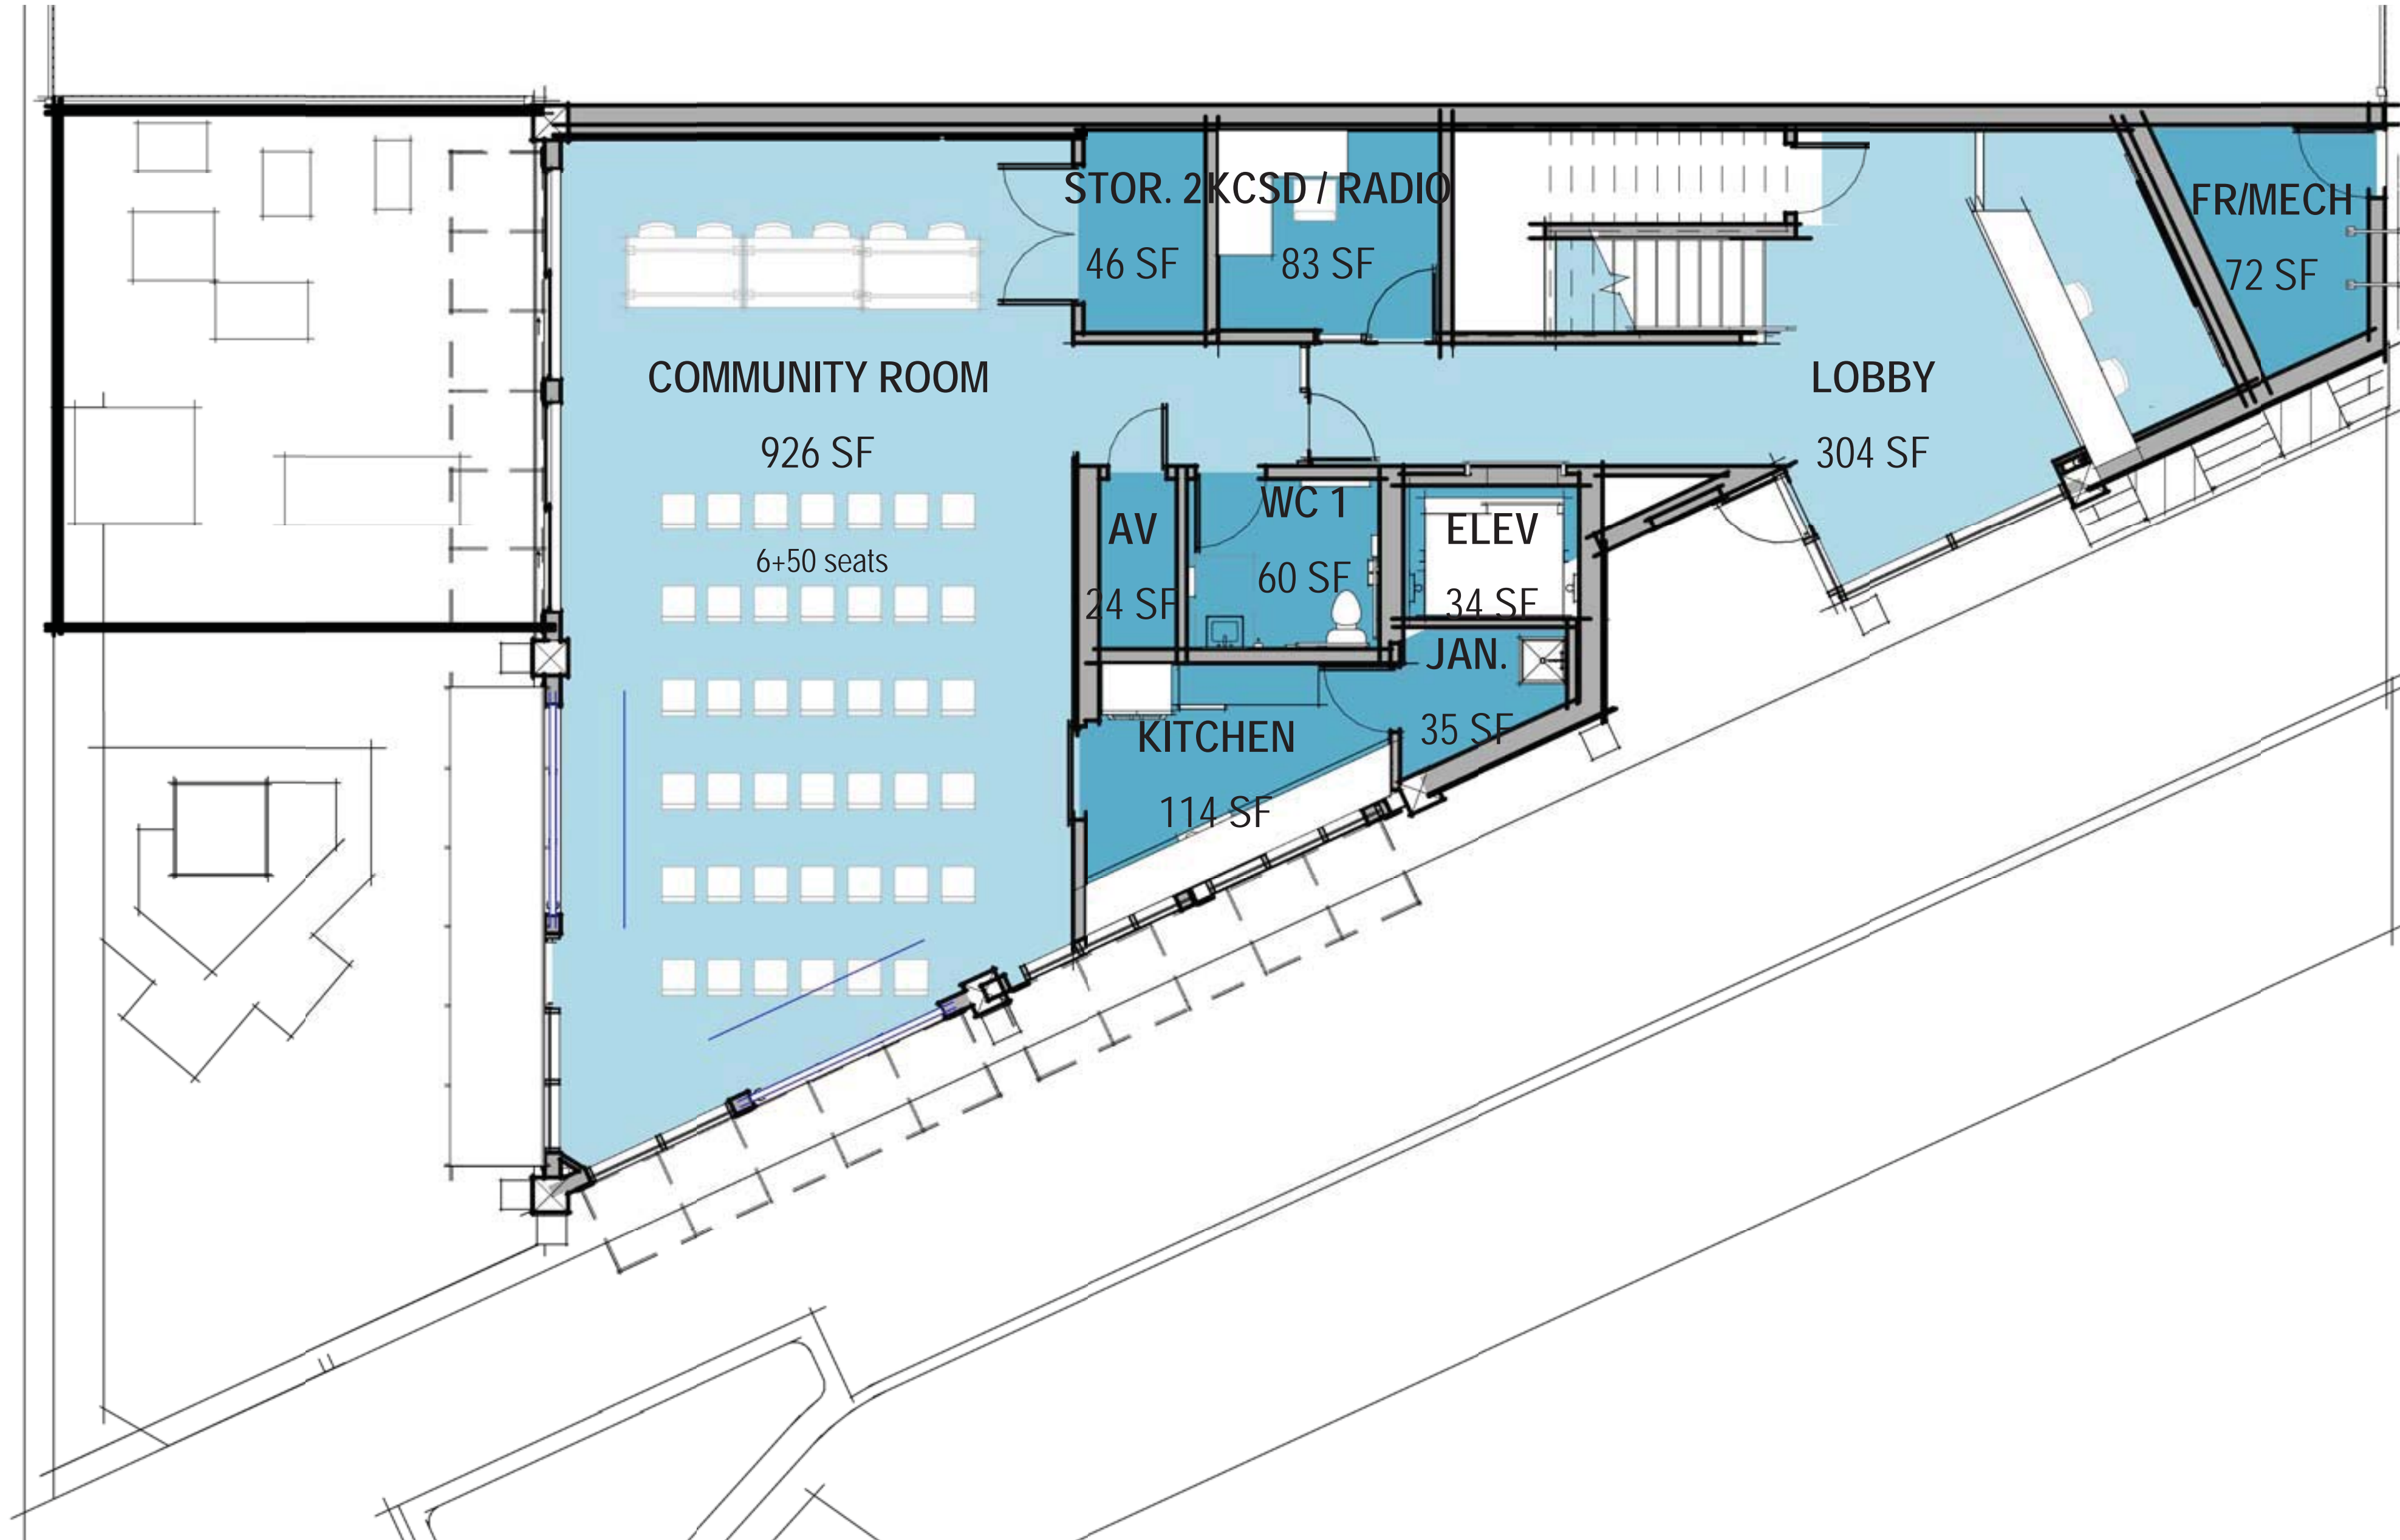 STOR. 2
46 SF
KCSD / RADIO
83 SF
FR/MECH
72 SF
COMMUNITY ROOM
926 SF
6+50 seats
LOBBY
304 SF
AV
24 SF
WC 1
60 SF
ELEV
34 SF
JAN.
35 SF
KITCHEN
114 SF